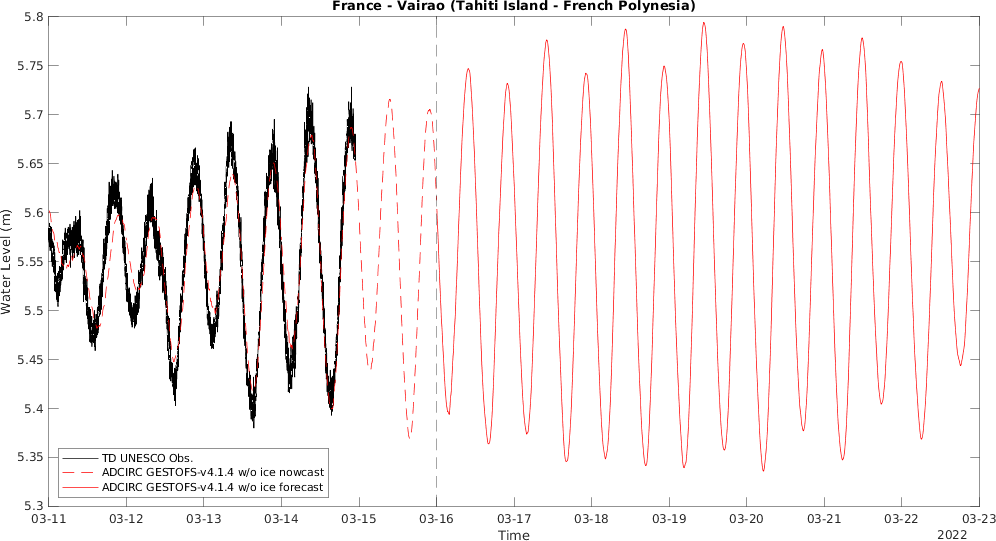 France - Vairao (Tahiti Island - French Polynesia)
Water Level (m)
5.8
5.75
5.7
5.65
5.6
5.55
5.5
5.45
5.4
5.35
5.3
TD UNESCO Obs.
ADCIRC GESTOFS-v4.1.4 w/o ice nowcast
ADCIRC GESTOFS-v4.1.4 w/o ice forecast
03-11 03-12 03-13 03-14 03-15 03-16 03-17 03-18 03-19 03-20 03-21 03-22 03-23
Time
2022